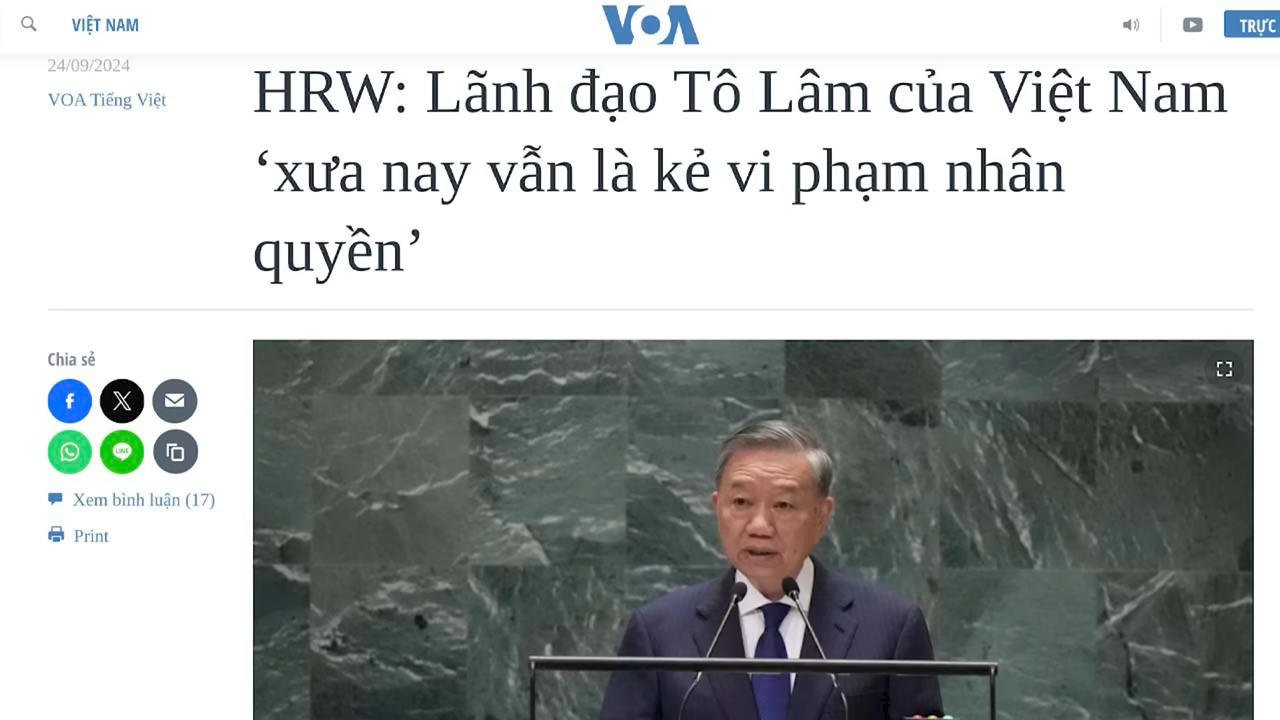 VIỆT NAM
VOA
TRỰC
24/09/2024
VOA Tiếng Việt
HRW: Lãnh đạo Tô Lâm của Việt Nam
‘xưa nay vẫn là kẻ vi phạm nhân
quyền’
Chia sẻ
LINE
Xem bình luận (17)
Print